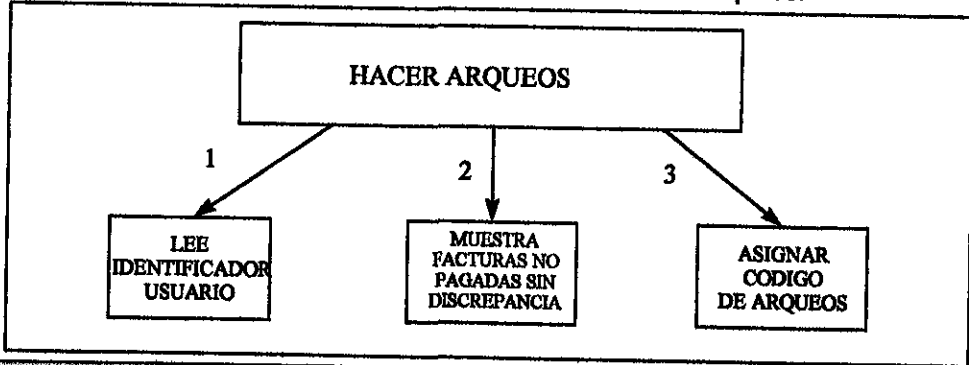 HACER ARQUEOS
1
2
3
LEE
IDENTIFICADOR
USUARIO
MUESTRA
FACTURAS NO
PAGADAS SIN
DISCREPANCIA
ASIGNAR
CODIGO
DE ARQUEOS